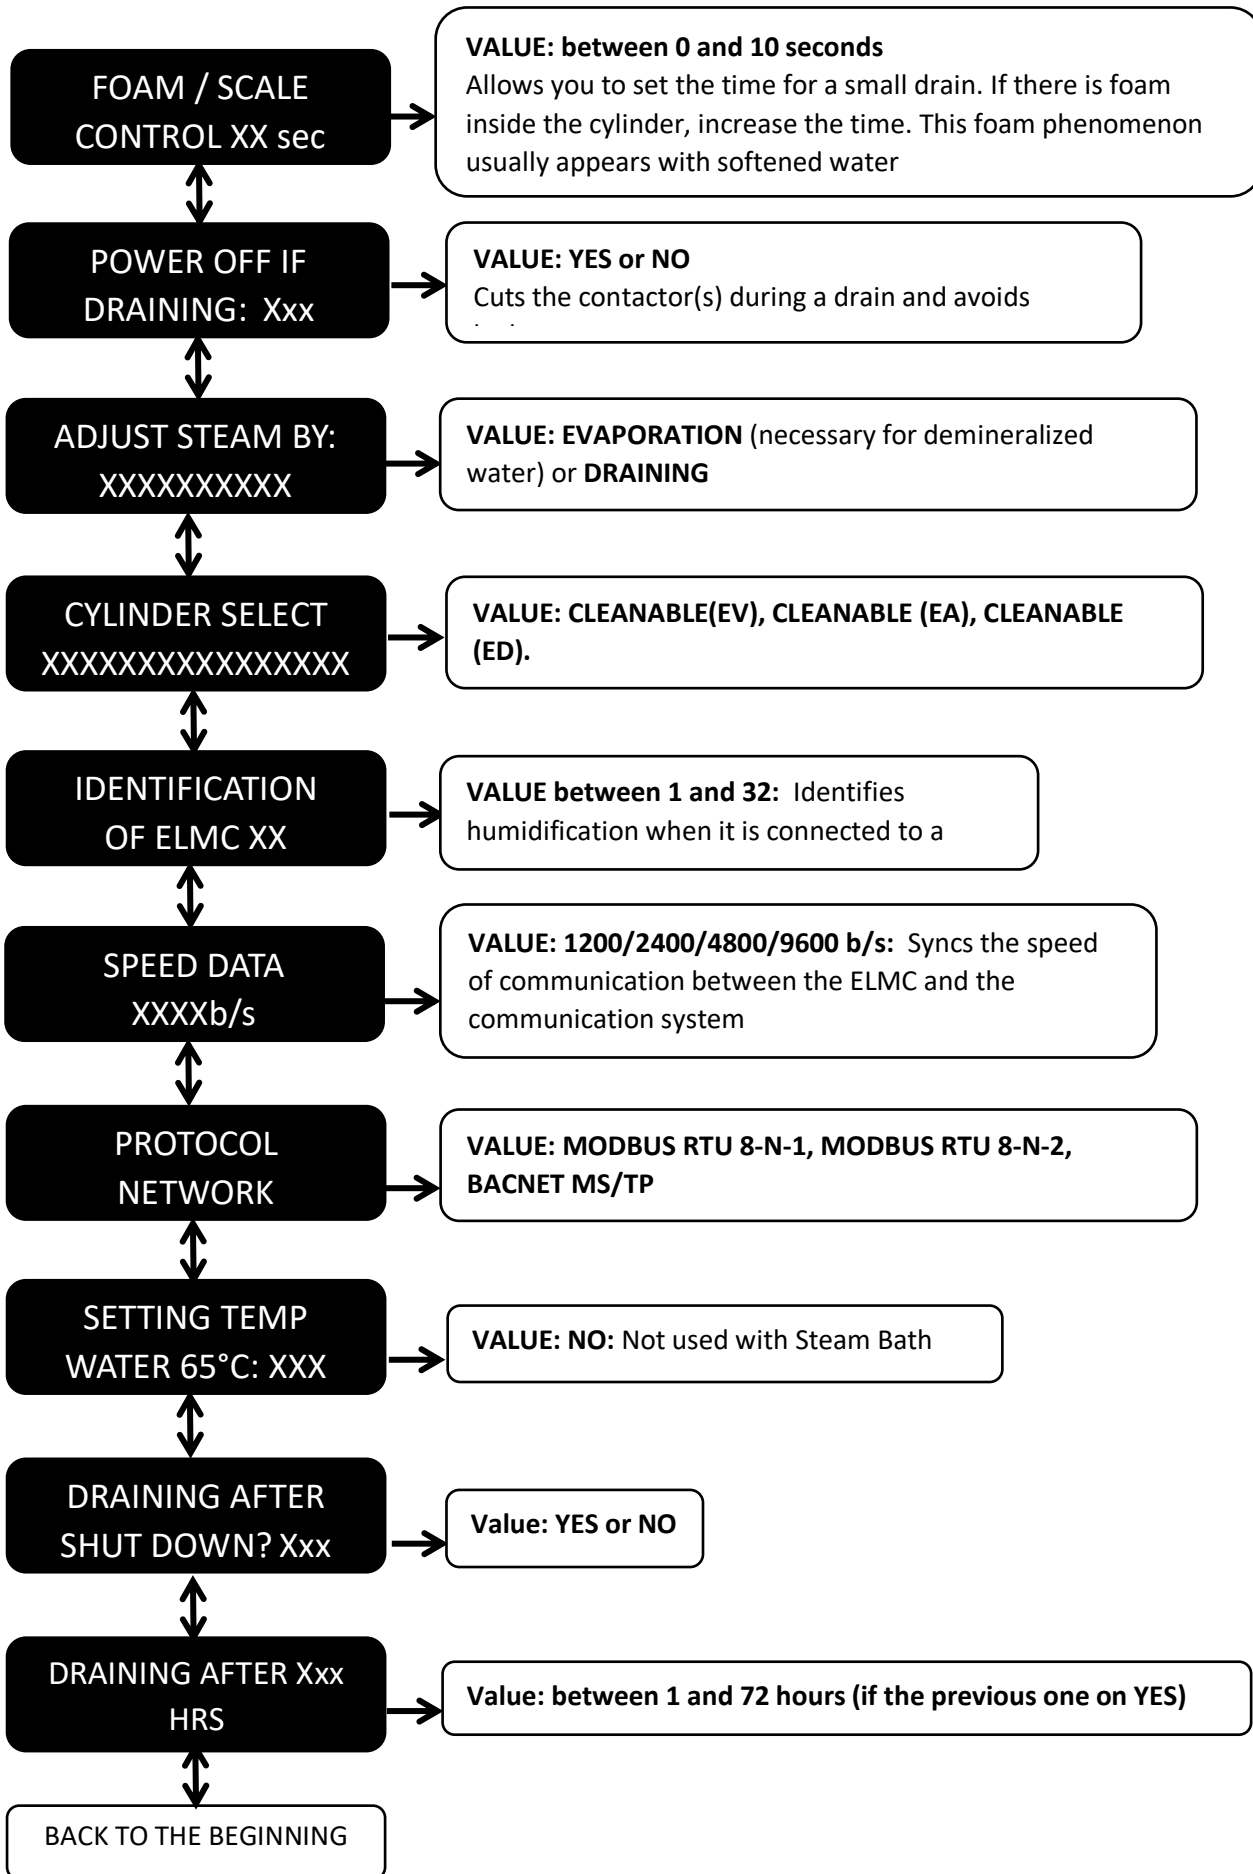 FOAM / SCALE
CONTROL XX sec
VALUE: between 0 and 10 seconds
Allows you to set the time for a small drain. If there is foam
inside the cylinder, increase the time. This foam phenomenon
usually appears with softened water
POWER OFF IF
DRAINING:  Xxx
VALUE: YES or NO
Cuts the contactor(s) during a drain and avoids
ADJUST STEAM BY:
XXXXXXXXXX
VALUE: EVAPORATION (necessary for demineralized
water) or DRAINING
CYLINDER SELECT
XXXXXXXXXXXXXXXX
VALUE: CLEANABLE(EV), CLEANABLE (EA), CLEANABLE
(ED).
IDENTIFICATION
OF ELMC XX
VALUE between 1 and 32:  Identifies
humidification when it is connected to a
SPEED DATA
XXXXb/s
VALUE: 1200/2400/4800/9600 b/s:  Syncs the speed
of communication between the ELMC and the
communication system
PROTOCOL
NETWORK
VALUE: MODBUS RTU 8-N-1, MODBUS RTU 8-N-2,
BACNET MS/TP
SETTING TEMP
WATER 65°C: XXX
VALUE: NO: Not used with Steam Bath
DRAINING AFTER
SHUT DOWN? Xxx
Value: YES or NO
DRAINING AFTER Xxx
HRS
Value: between 1 and 72 hours (if the previous one on YES)
BACK TO THE BEGINNING